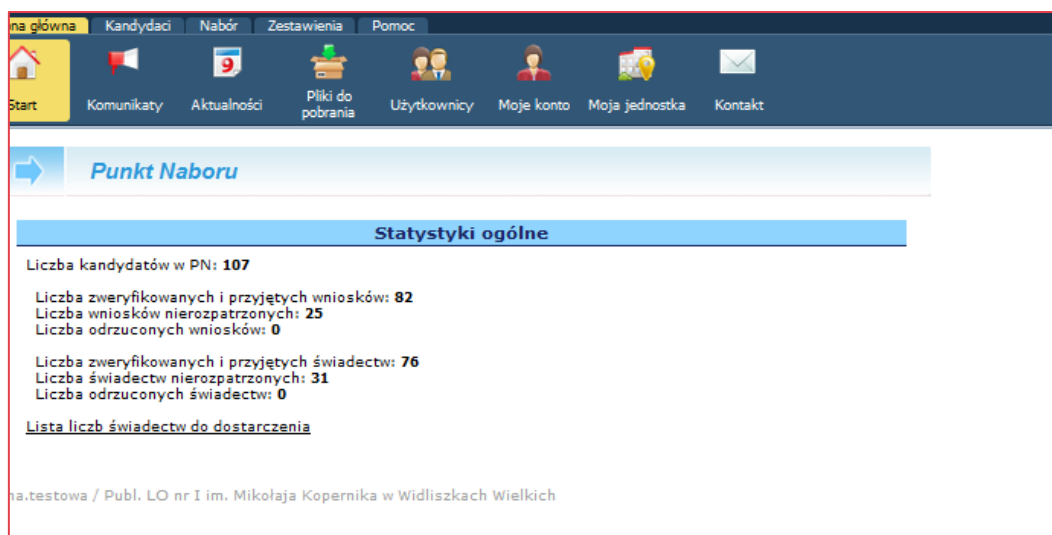 na główna Kandydaci Nabór Zestawienia Pomoc
Start Komunikaty Aktualności Pliki do pobrania Użytkownicy Moje konto Moja jednostka Kontakt
9
Punkt Naboru
Statystyki ogólne
Liczba kandydatów w PN: 107
Liczba zweryfikowanych i przyjętych wniosków: 82
Liczba wniosków nierozpatrzonych: 25
Liczba odrzuconych wniosków: 0
Liczba zweryfikowanych i przyjętych świadectw: 76
Liczba świadectw nierozpatrzonych: 31
Liczba odrzuconych świadectw: 0
Lista liczb świadectw do dostarczenia
na.testowa / Publ. LO nr I im. Mikołaja Kopernika w Widliszkach Wielkich